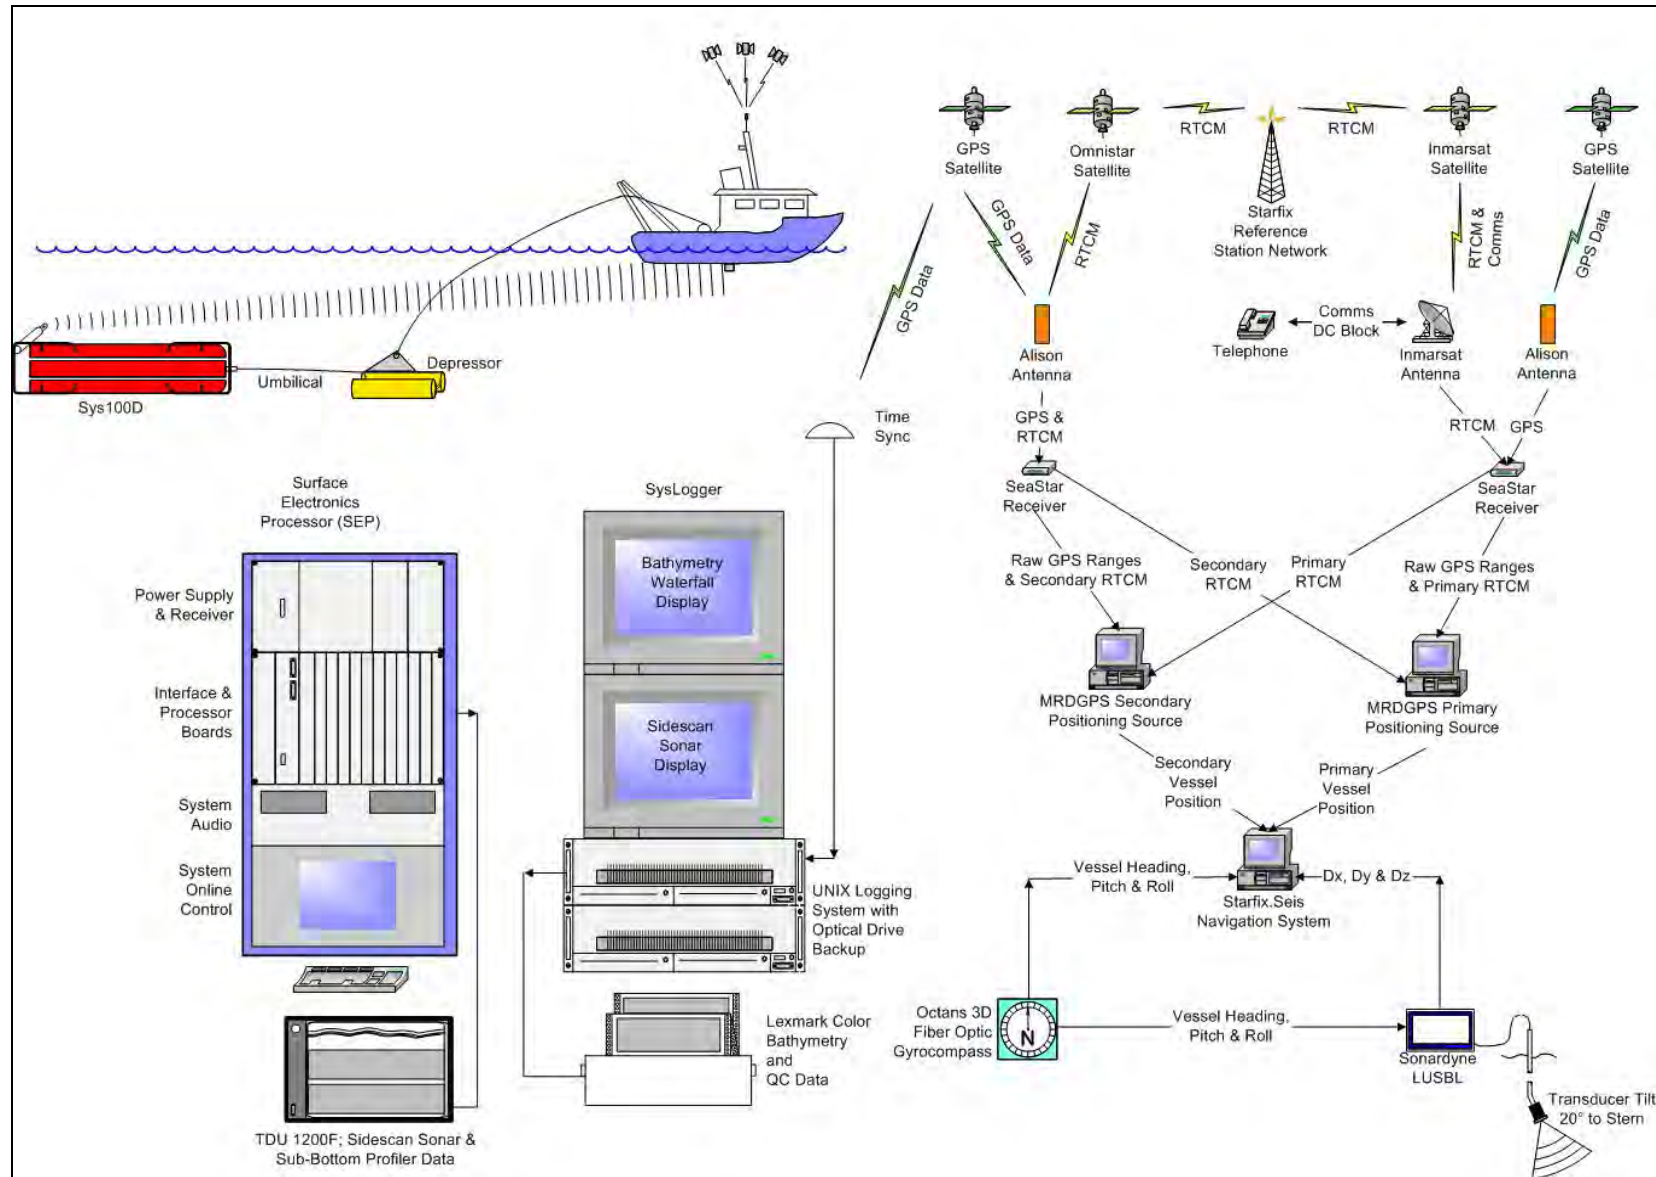 Depressor
Umbilical
Sys100D
Surface
Electronics
Processor (SEP)
Power Supply
& Receiver
Interface &
Processor
Boards
System
Audio
System
Online
Control
TDU 1200F; Sidescan Sonar &
Sub-Bottom Profiler Data
SysLogger
Bathymetry
Waterfall
Display
Sidescan
Sonar
Display
UNIX Logging
System with
Optical Drive
Backup
Lexmark Color
Bathymetry
and
QC Data
Time
Sync
GPS Data
GPS
Satellite
Omnistar
Satellite
RTCM
RTCM
Starfix
Reference
Station Network
Inmarsat
Satellite
GPS
Satellite
GPS Data
RTCM
RTCM &
Comms
GPS Data
Telephone
Comms
DC Block
Alison
Antenna
Inmarsat
Antenna
Alison
Antenna
GPS &
RTCM
RTCM
GPS
SeaStar
Receiver
SeaStar
Receiver
Raw GPS Ranges
& Secondary RTCM
Secondary
RTCM
Primary
RTCM
Raw GPS Ranges
& Primary RTCM
MRDGPS Secondary
Positioning Source
MRDGPS Primary
Positioning Source
Secondary
Vessel
Position
Primary
Vessel
Position
Vessel Heading,
Pitch & Roll
Dx, Dy & Dz
Starfix.Seis
Navigation System
Octans 3D
Fiber Optic
Gyrocompass
N
Vessel Heading,
Pitch & Roll
Sonardyne
LUSBL
Transducer Tilt
20° to Stern